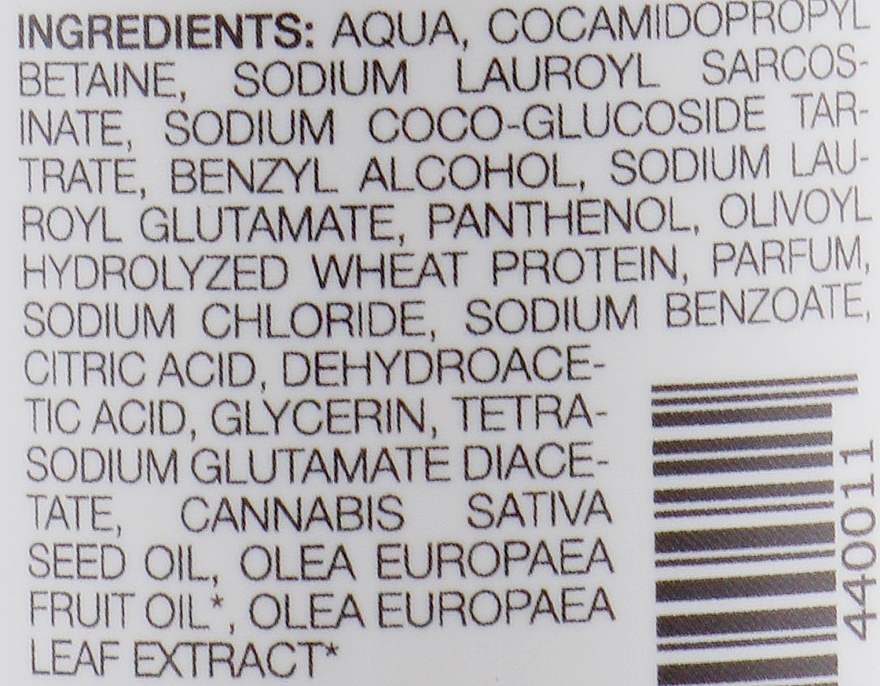 INGREDIENTS: AQUA, COCAMIDOPROPYL
BETAINE, SODIUM LAUROYL SARCOS-
INATE, SODIUM COCO-GLUCOSIDE TAR-
TRATE, BENZYL ALCOHOL, SODIUM LAU-
ROYL GLUTAMATE, PANTHENOL, OLIVOYL
HYDROLYZED WHEAT PROTEIN, PARFUM,
SODIUM CHLORIDE, SODIUM BENZOATE,
CITRIC ACID, DEHYDROACE-
TIC ACID, GLYCERIN, TETRA-
SODIUM GLUTAMATE DIACE-
TATE, CANNABIS SATIVA
SEED OIL, OLEA EUROPAEA
FRUIT OIL*, OLEA EUROPAEA
LEAF EXTRACT*
440011